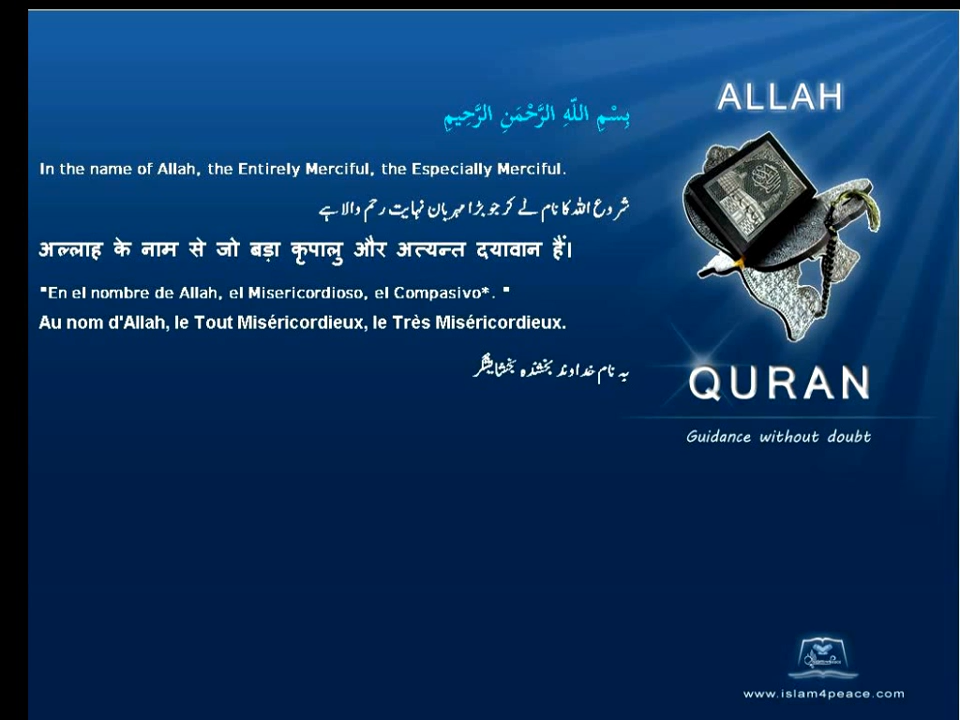 بِسْمِ اللّهِ الرَّحْمَنِ الرَّحِيمِ
In the name of Allah, the Entirely Merciful, the Especially Merciful.
شروع الله کا نام لے کر جو بڑا مہربان نہایت رحم والا ہے
अल्लाह के नाम से जो बड़ा कृपालु और अत्यन्त दयावान हैं।
"En el nombre de Allah, el Misericordioso, el Compasivo*. "
Au nom d'Allah, le Tout Miséricordieux, le Très Miséricordieux.
به نام خداوند بخشنده بخشایشگر
ALLAH
QURAN
Guidance without doubt
www.islam4peace.com